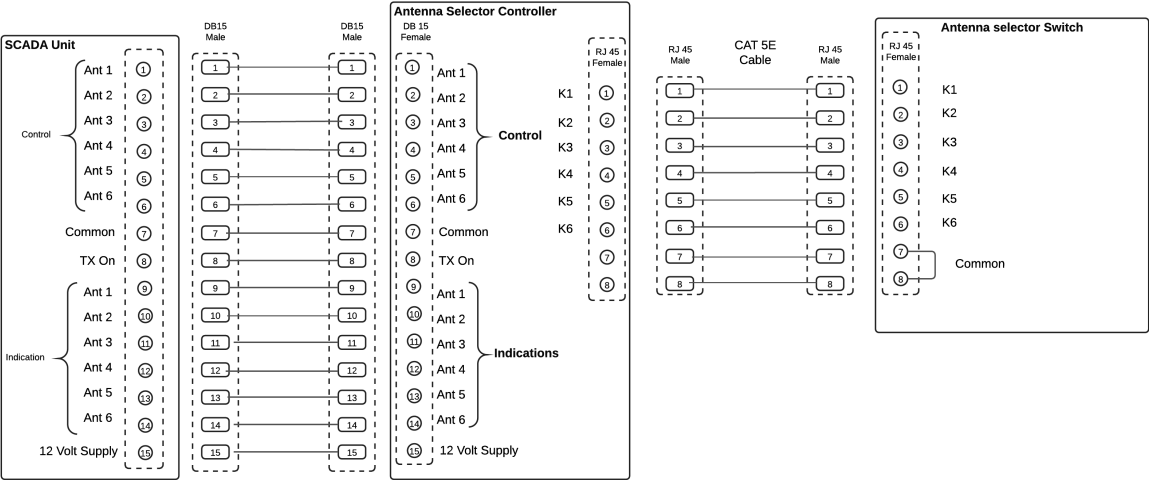 SCADA Unit
Control
Ant 1
Ant 2
Ant 3
Ant 4
Ant 5
Ant 6
Common
TX On
Indication
Ant 1
Ant 2
Ant 3
Ant 4
Ant 5
Ant 6
12 Volt Supply
1
2
3
4
5
6
7
8
9
10
11
12
13
14
15
DB15
Male
1
2
3
4
5
6
7
8
9
10
11
12
13
14
15
DB15
Male
1
2
3
4
5
6
7
8
9
10
11
12
13
14
15
Antenna Selector Controller
DB 15
Female
1
2
3
4
5
6
7
8
9
10
11
12
13
14
15
Ant 1
Ant 2
Ant 3
Ant 4
Ant 5
Ant 6
Control
Common
TX On
Ant 1
Ant 2
Ant 3
Ant 4
Ant 5
Ant 6
Indications
12 Volt Supply
K1
K2
K3
K4
K5
K6
RJ 45
Female
1
2
3
4
5
6
7
8
RJ 45
Male
1
2
3
4
5
6
7
8
CAT 5E
Cable
RJ 45
Male
1
2
3
4
5
6
7
8
Antenna selector Switch
RJ 45
Female
1
2
3
4
5
6
7
8
K1
K2
K3
K4
K5
K6
Common